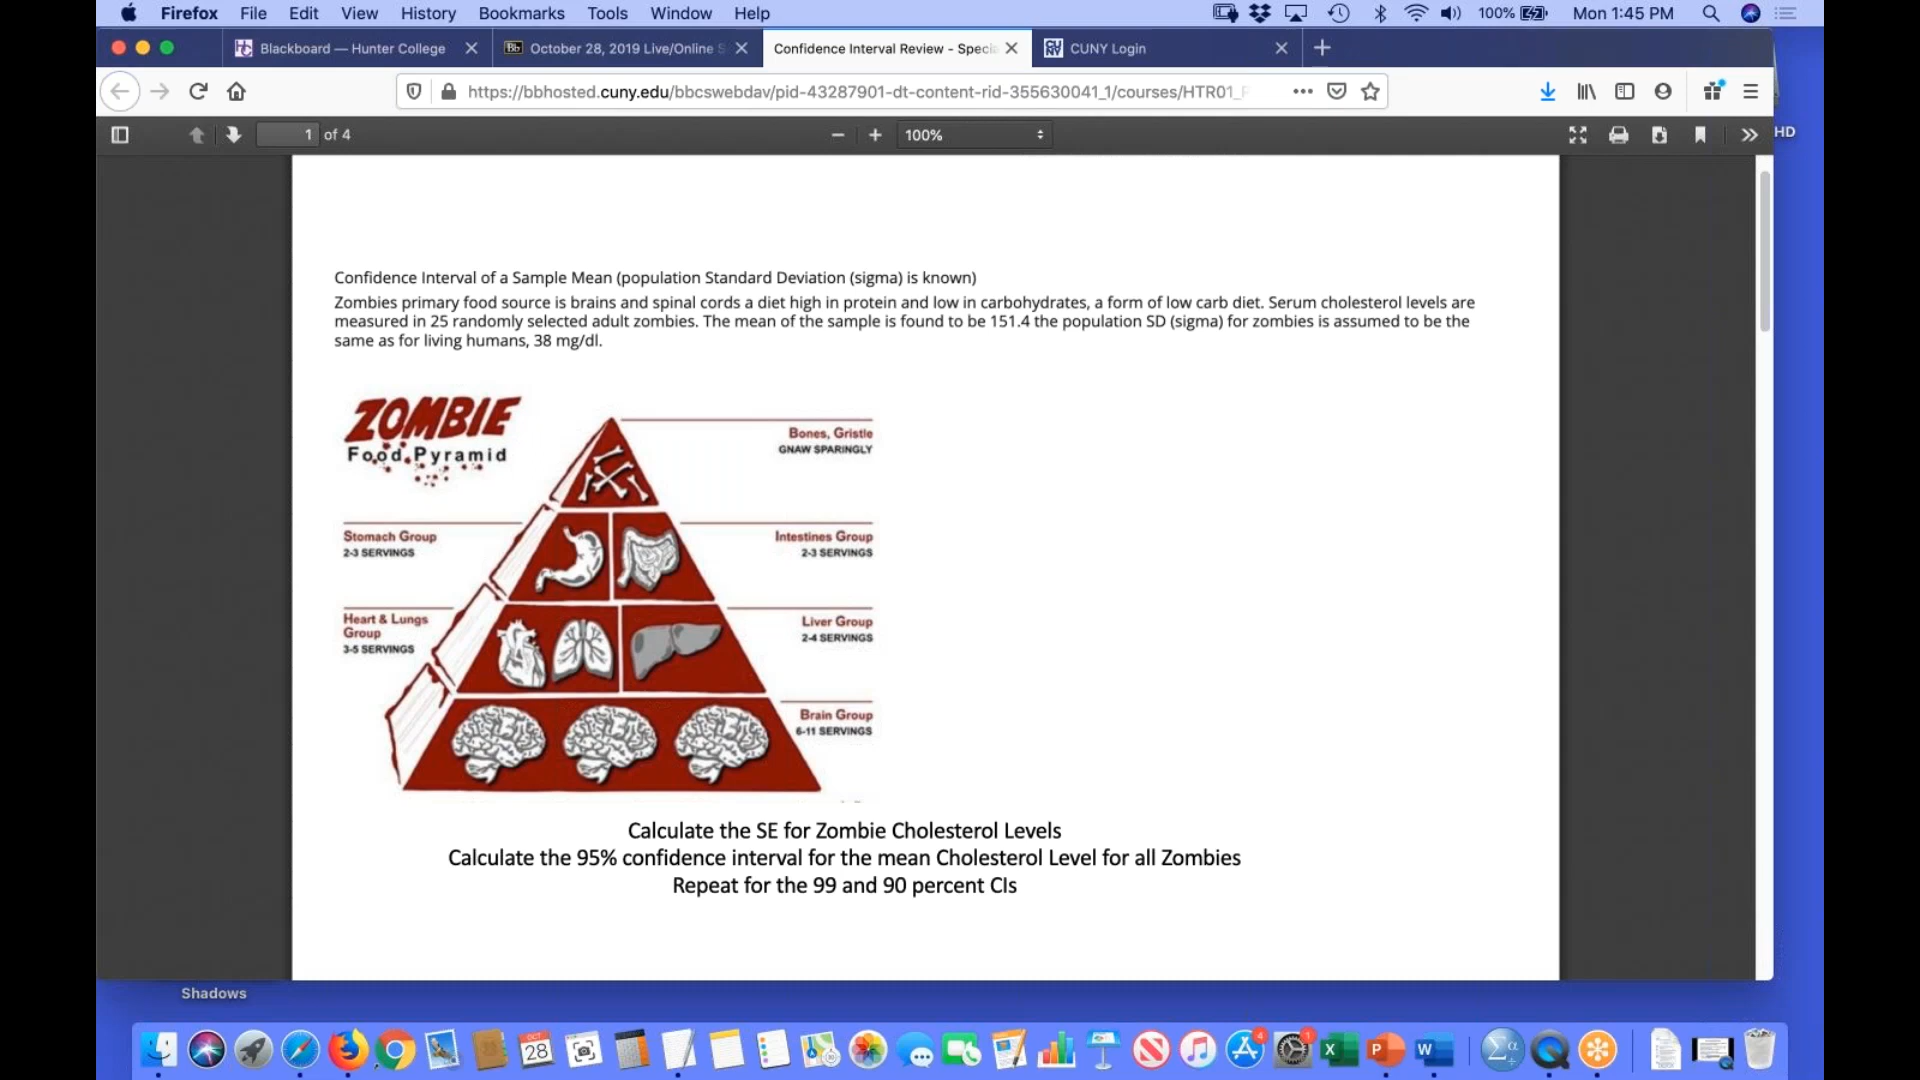 Firefox File Edit View History Bookmarks Tools Window Help 100% Mon 1:45 PM
Blackboard — Hunter College October 28, 2019 Live/Online Confidence Interval Review - Speci CUNY Login
https://bbhosted.cuny.edu/bbcswebdav/pid-43287901-dt-content-rid-355630041_1/courses/HTR01_
1 of 4 100%
HD
Confidence Interval of a Sample Mean (population Standard Deviation (sigma) is known)
Zombies primary food source is brains and spinal cords a diet high in protein and low in carbohydrates, a form of low carb diet. Serum cholesterol levels are
measured in 25 randomly selected adult zombies. The mean of the sample is found to be 151.4 the population SD (sigma) for zombies is assumed to be the
same as for living humans, 38 mg/dl.
ZOMBIE
Food Pyramid
Bones, Gristle
GNAW SPARINGLY
Stomach Group
2-3 SERVINGS
Intestines Group
2-3 SERVINGS
Heart & Lungs
Group
3-5 SERVINGS
Liver Group
2-4 SERVINGS
Brain Group
6-11 SERVINGS
Calculate the SE for Zombie Cholesterol Levels
Calculate the 95% confidence interval for the mean Cholesterol Level for all Zombies
Repeat for the 99 and 90 percent CIs
Shadows
OCT
28